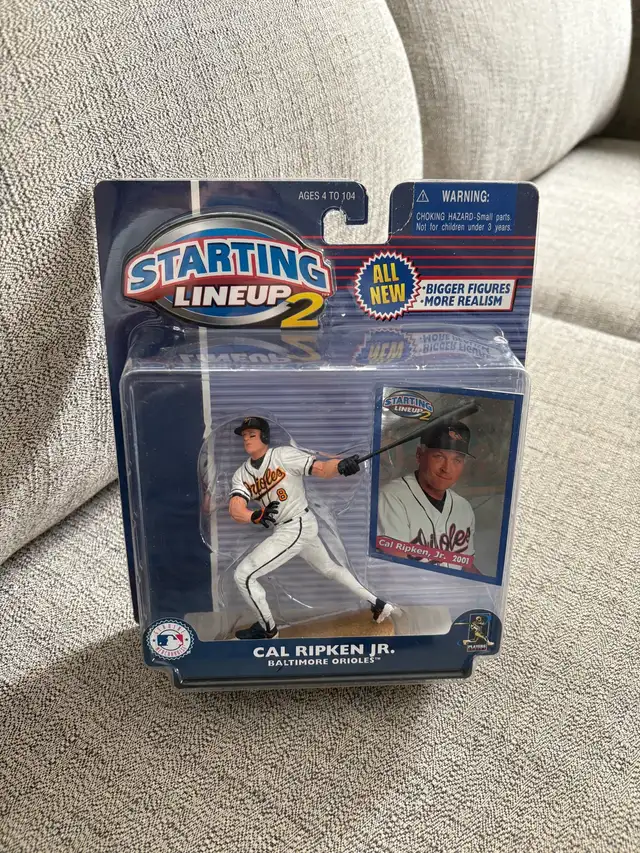 AGES 4 TO 104
WARNING:
CHOKING HAZARD-Small parts.
Not for children under 3 years.
STARTING
LINEUP 2
ALL
NEW
•BIGGER FIGURES
•MORE REALISM
STARTING
LINEUP 2
Orioles
8
Orioles
Cal Ripken, Jr. 2001
CAL RIPKEN JR.
BALTIMORE ORIOLES™
PLAYERS